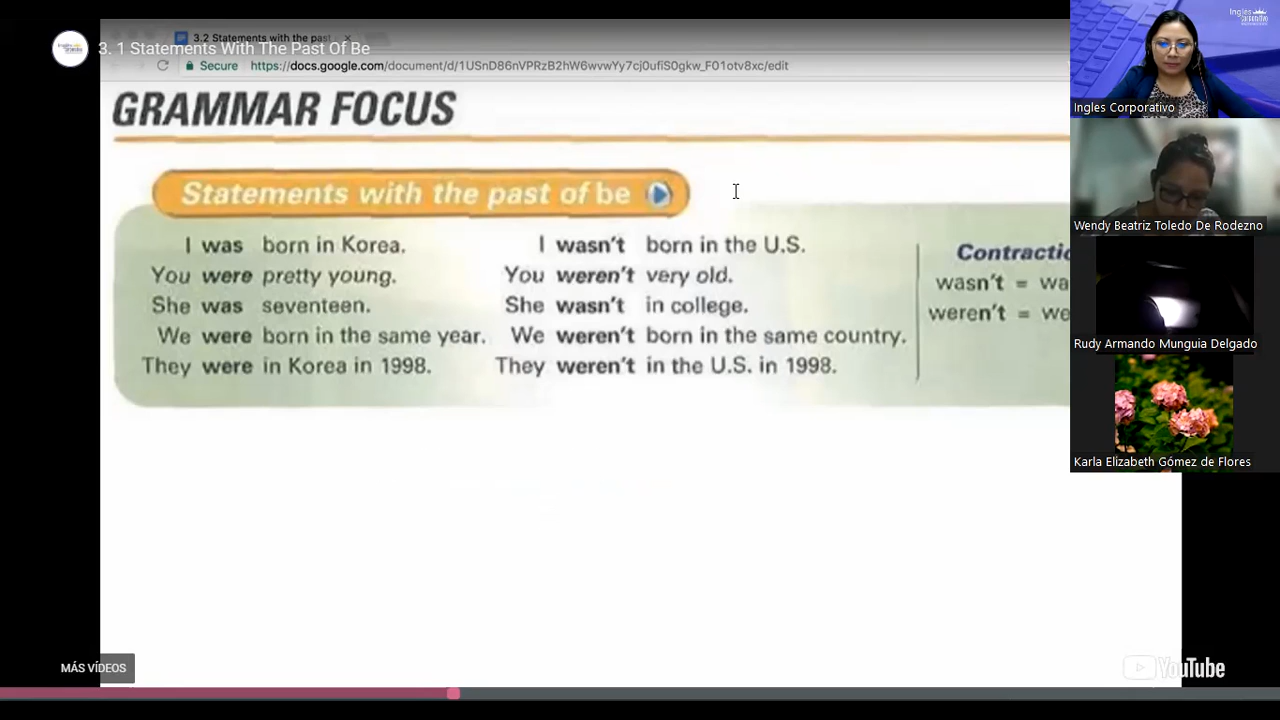 3.2 Statements with the past
3. 1 Statements With The Past Of Be
Secure https://docs.google.com/document/d/1USnD86nVPRzB2hW6wvwYy7cj0ufiS0gkw_F01otv8xc/edit
GRAMMAR FOCUS
Statements with the past of be
I was born in Korea.
You were pretty young.
She was seventeen.
We were born in the same year.
They were in Korea in 1998.
I wasn't born in the U.S.
You weren't very old.
She wasn't in college.
We weren't born in the same country.
They weren't in the U.S. in 1998.
Contractio
wasn't = wa
weren't = we
Ingles Corporativo
Wendy Beatriz Toledo De Rodezno
Rudy Armando Munguia Delgado
Karla Elizabeth Gómez de Flores
MÁS VÍDEOS
YouTube